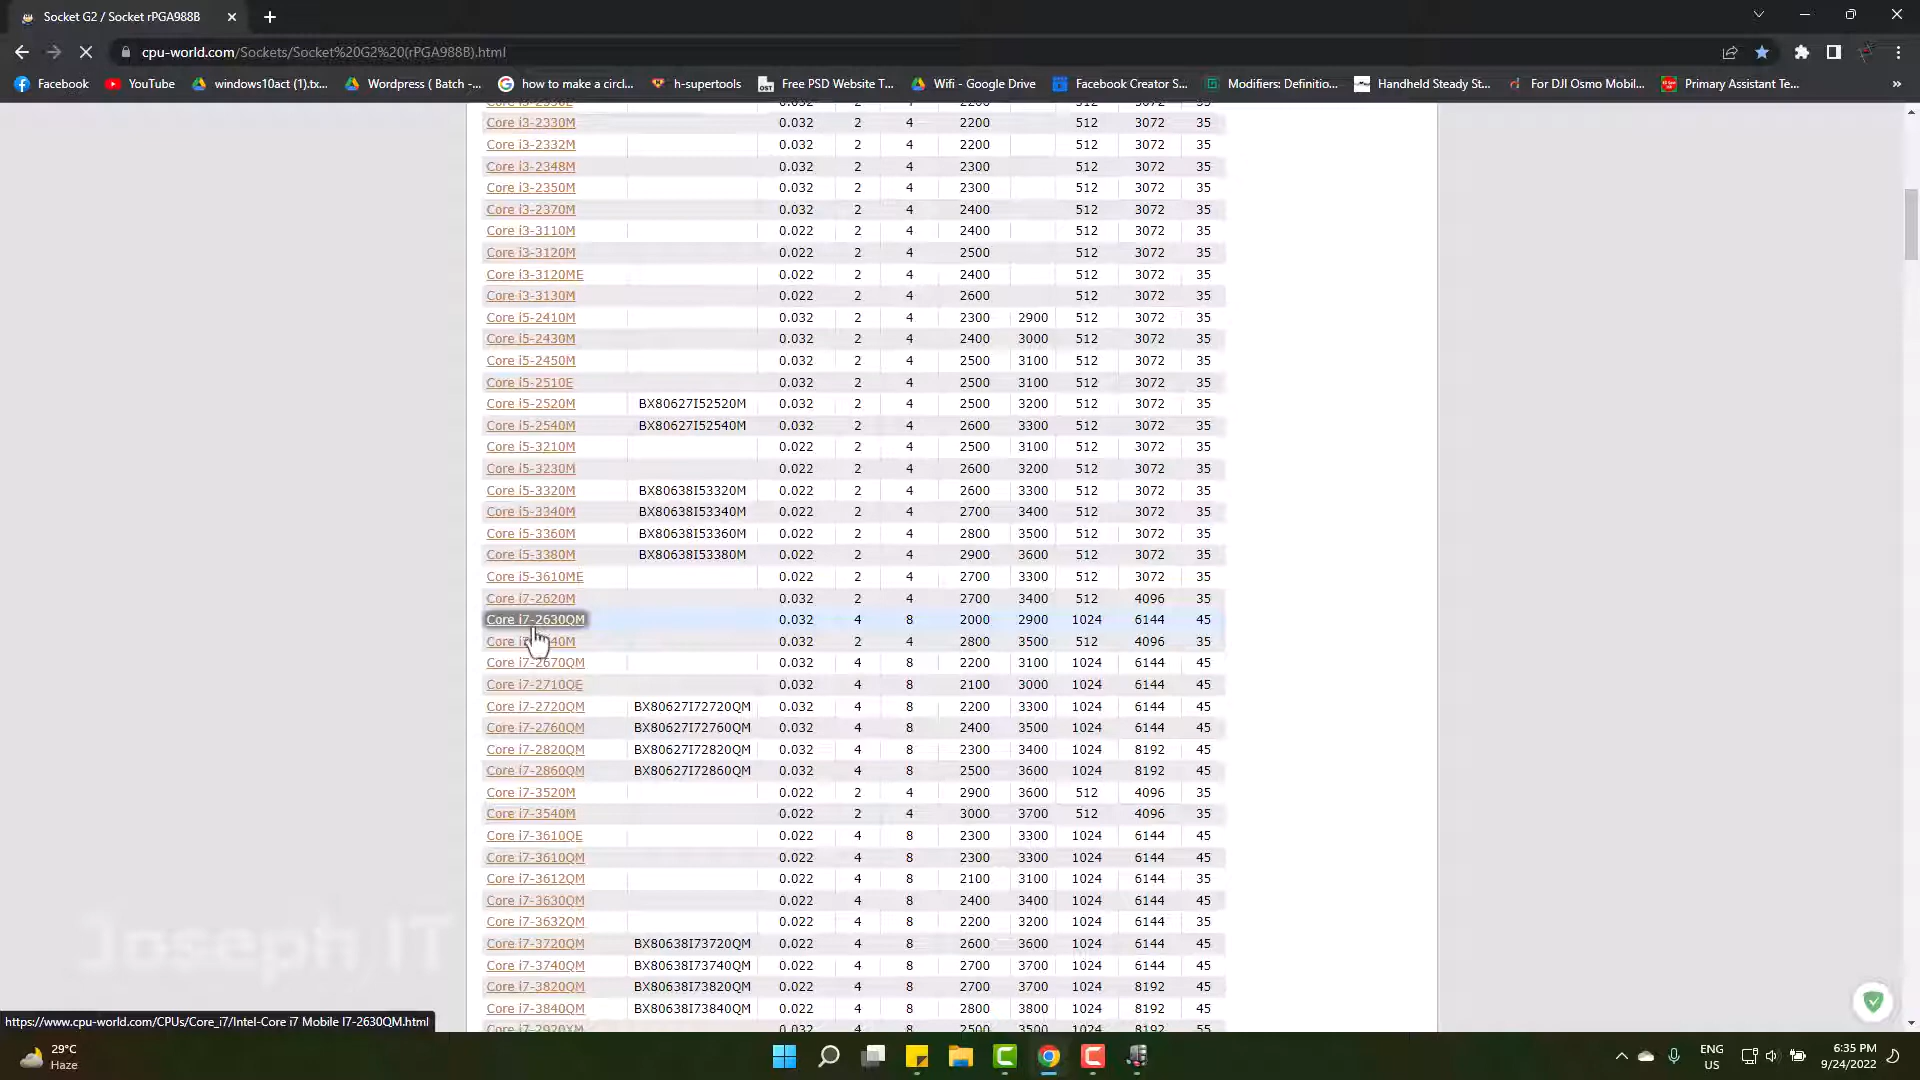 Socket G2 / Socket rPGA988B
cpu-world.com/Sockets/Socket%20G2%20(rPGA988B).html
Facebook YouTube windows10act (1).tx... Wordpress ( Batch -... how to make a circl... h-supertools Free PSD Website T... Wifi - Google Drive Facebook Creator S... Modifiers: Definitio... Handheld Steady St... For DJI Osmo Mobil... Primary Assistant Te... »
Core i3-2330M 0.032 2 4 2200 512 3072 35
Core i3-2332M 0.032 2 4 2200 512 3072 35
Core i3-2348M 0.032 2 4 2300 512 3072 35
Core i3-2350M 0.032 2 4 2300 512 3072 35
Core i3-2370M 0.032 2 4 2400 512 3072 35
Core i3-3110M 0.022 2 4 2400 512 3072 35
Core i3-3120M 0.022 2 4 2500 512 3072 35
Core i3-3120ME 0.022 2 4 2400 512 3072 35
Core i3-3130M 0.022 2 4 2600 512 3072 35
Core i5-2410M 0.032 2 4 2300 2900 512 3072 35
Core i5-2430M 0.032 2 4 2400 3000 512 3072 35
Core i5-2450M 0.032 2 4 2500 3100 512 3072 35
Core i5-2510E 0.032 2 4 2500 3100 512 3072 35
Core i5-2520M BX80627I52520M 0.032 2 4 2500 3200 512 3072 35
Core i5-2540M BX80627I52540M 0.032 2 4 2600 3300 512 3072 35
Core i5-3210M 0.022 2 4 2500 3100 512 3072 35
Core i5-3230M 0.022 2 4 2600 3200 512 3072 35
Core i5-3320M BX80638I53320M 0.022 2 4 2600 3300 512 3072 35
Core i5-3340M BX80638I53340M 0.022 2 4 2700 3400 512 3072 35
Core i5-3360M BX80638I53360M 0.022 2 4 2800 3500 512 3072 35
Core i5-3380M BX80638I53380M 0.022 2 4 2900 3600 512 3072 35
Core i5-3610ME 0.022 2 4 2700 3300 512 3072 35
Core i7-2620M 0.032 2 4 2700 3400 512 4096 35
Core i7-2630QM 0.032 4 8 2000 2900 1024 6144 45
Core 40M 0.032 2 4 2800 3500 512 4096 35
Core i7-2670QM 0.032 4 8 2200 3100 1024 6144 45
Core i7-2710QE 0.032 4 8 2100 3000 1024 6144 45
Core i7-2720QM BX80627I72720QM 0.032 4 8 2200 3300 1024 6144 45
Core i7-2760QM BX80627I72760QM 0.032 4 8 2400 3500 1024 6144 45
Core i7-2820QM BX80627I72820QM 0.032 4 8 2300 3400 1024 8192 45
Core i7-2860QM BX80627I72860QM 0.032 4 8 2500 3600 1024 8192 45
Core i7-3520M 0.022 2 4 2900 3600 512 4096 35
Core i7-3540M 0.022 2 4 3000 3700 512 4096 35
Core i7-3610QE 0.022 4 8 2300 3300 1024 6144 45
Core i7-3610QM 0.022 4 8 2300 3300 1024 6144 45
Core i7-3612QM 0.022 4 8 2100 3100 1024 6144 35
Core i7-3630QM 0.022 4 8 2400 3400 1024 6144 45
Core i7-3632QM 0.022 4 8 2200 3200 1024 6144 35
Core i7-3720QM BX80638I73720QM 0.022 4 8 2600 3600 1024 6144 45
Core i7-3740QM BX80638I73740QM 0.022 4 8 2700 3700 1024 6144 45
Core i7-3820QM BX80638I73820QM 0.022 4 8 2700 3700 1024 8192 45
Core i7-3840QM BX80638I73840QM 0.022 4 8 2800 3800 1024 8192 45
Core i7-2920XM 0.032 4 8 2500 3500 1024 8192 55
Joseph IT
https://www.cpu-world.com/CPUs/Core_i7/Intel-Core i7 Mobile I7-2630QM.html
29°C
Haze
ENG
US
6:35 PM
9/24/2022